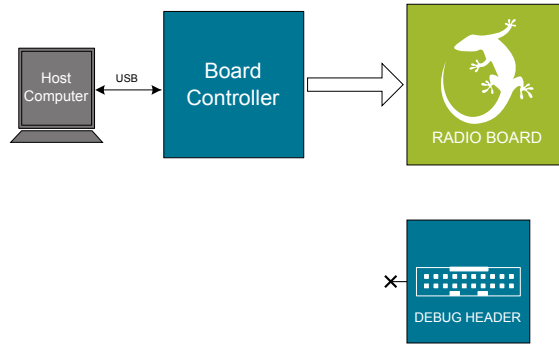 Host
Computer
USB
Board
Controller
RADIO BOARD
DEBUG HEADER